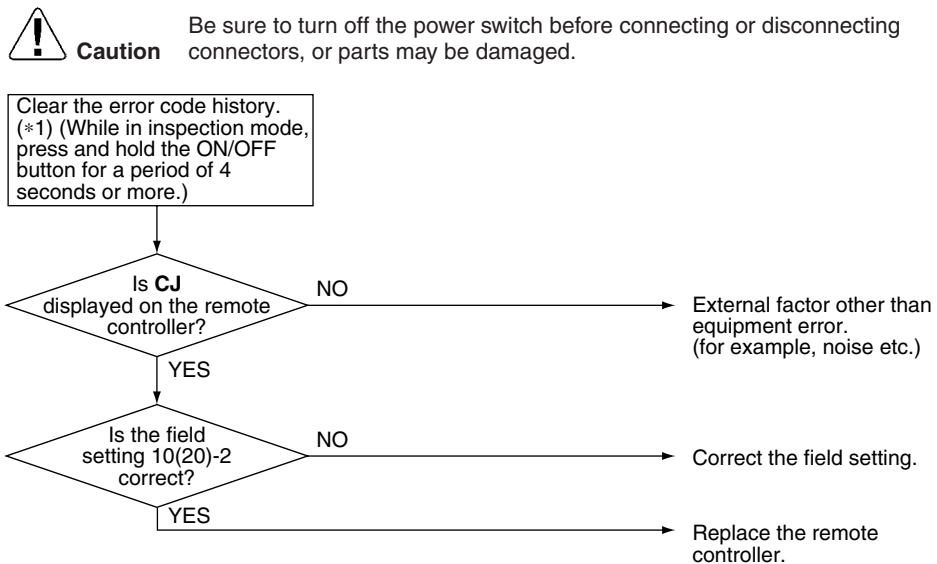 Caution
Be sure to turn off the power switch before connecting or disconnecting
connectors, or parts may be damaged.
Clear the error code history.
(*1) (While in inspection mode,
press and hold the ON/OFF
button for a period of 4
seconds or more.)
Is CJ
displayed on the remote
controller?
NO
External factor other than
equipment error.
(for example, noise etc.)
YES
Is the field
setting 10(20)-2
correct?
NO
Correct the field setting.
YES
Replace the remote
controller.